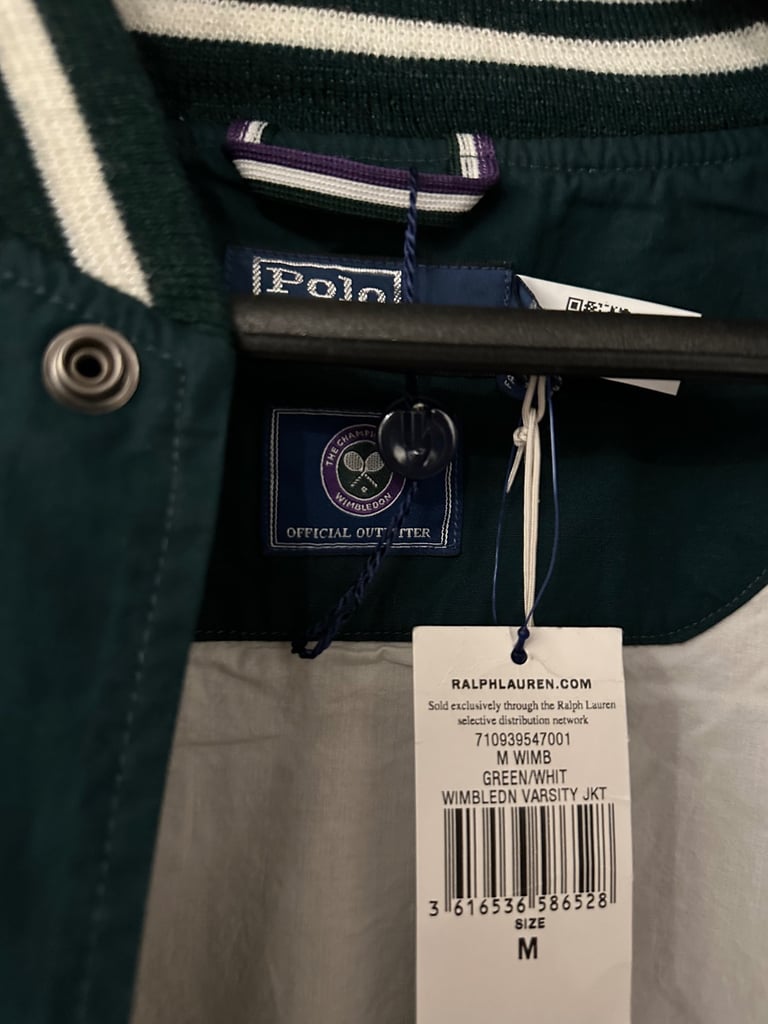 Polo
THE CHAMPI
WIMBLEDON
OFFICIAL OUTFITTER
RALPHLAUREN.COM
Sold exclusively through the Ralph Lauren
selective distribution network
710939547001
M WIMB
GREEN/WHIT
WIMBLEDN VARSITY JKT
3 616536 586528
SIZE
M